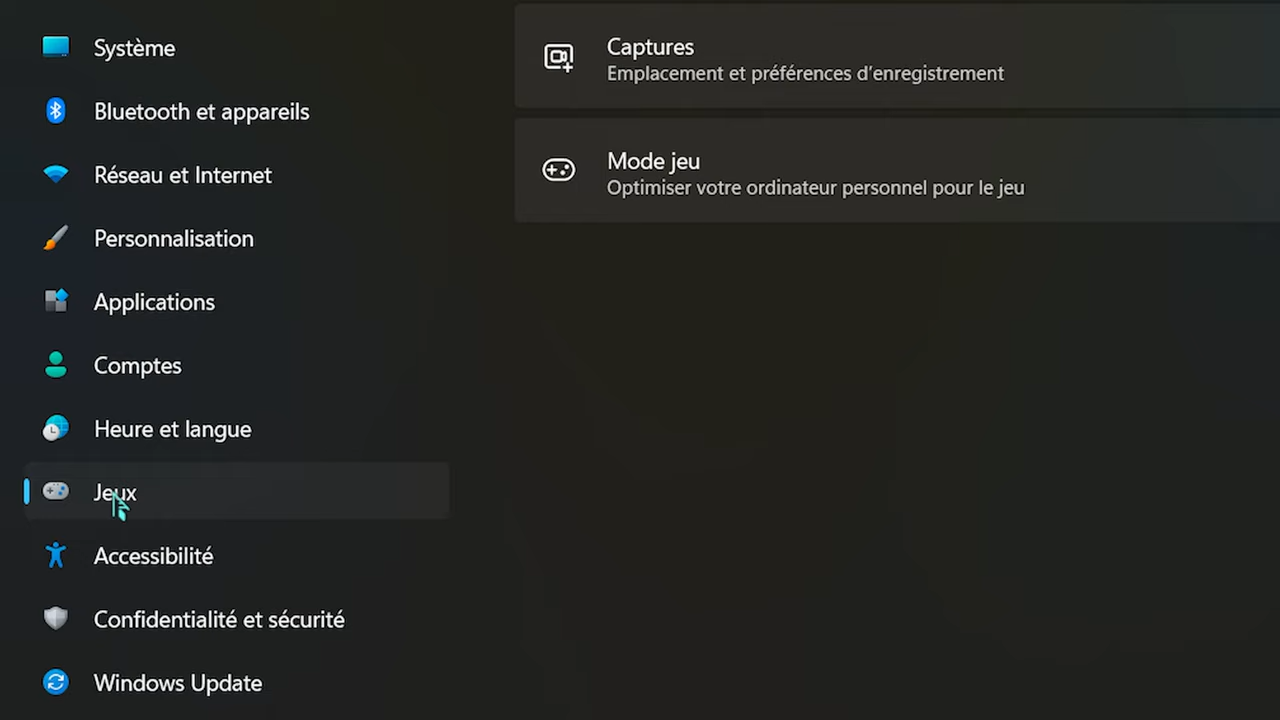 Système
Bluetooth et appareils
Réseau et Internet
Personnalisation
Applications
Comptes
Heure et langue
Jeux
Accessibilité
Confidentialité et sécurité
Windows Update
Captures
Emplacement et préférences d’enregistrement
Mode jeu
Optimiser votre ordinateur personnel pour le jeu